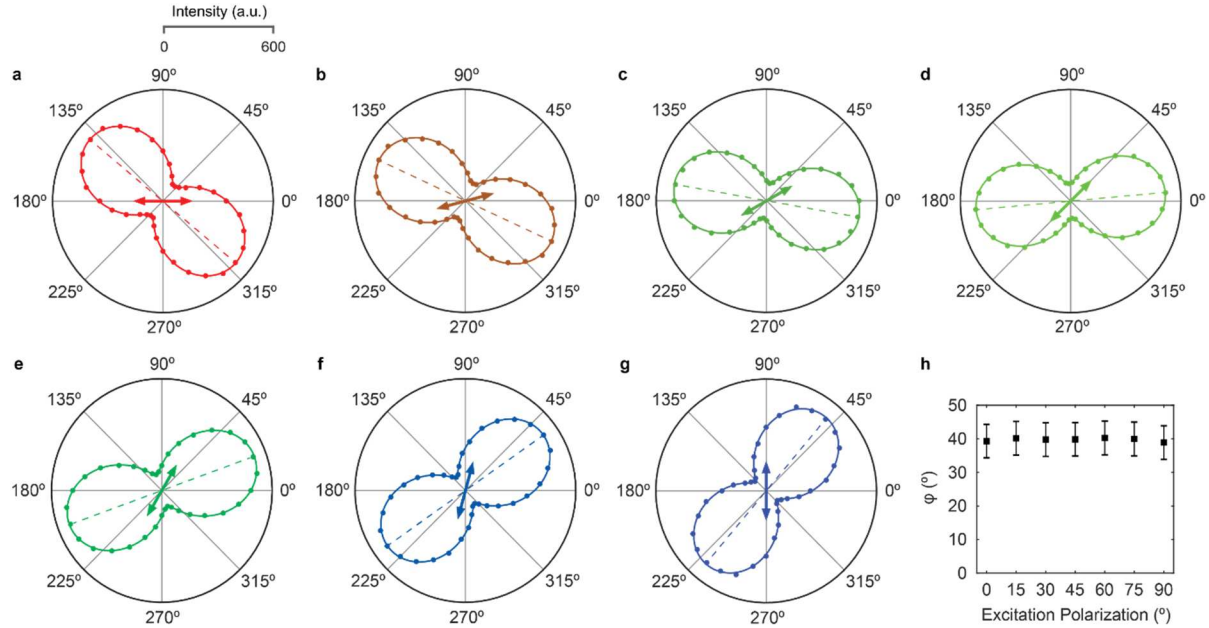 Intensity (a.u.)
0 600
a b c d
90º 90º 90º 90º
135º 45º 135º 45º 135º 45º 135º 45º
180º 0º 180º 0º 180º 0º 180º 0º
225º 315º 225º 315º 225º 315º 225º 315º
270º 270º 270º 270º
e f g h
90º 90º 90º
135º 45º 135º 45º 135º 45º
180º 0º 180º 0º 180º 0º
225º 315º 225º 315º 225º 315º
270º 270º 270º
50
40
30
20
10
0
φ (º)
0 15 30 45 60 75 90
Excitation Polarization (º)